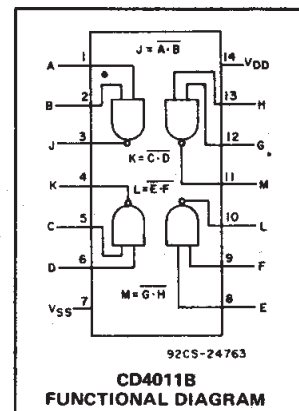 J = A·B
A 1
14 VDD
B 2
13 H
12 G
J 3
K = C·D
11 M
K 4
L = E·F
10 L
C 5
9 F
D 6
8 E
VSS 7
M = G·H
92CS-24763
CD4011B
FUNCTIONAL DIAGRAM